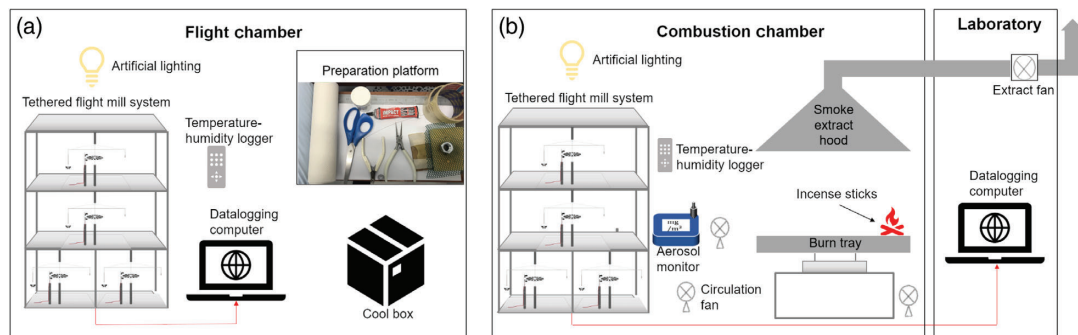 (a)
Flight chamber
Artificial lighting
Preparation platform
Tethered flight mill system
Temperature-
humidity logger
Datalogging
computer
Cool box
(b)
Combustion chamber
Laboratory
Artificial lighting
Extract fan
Tethered flight mill system
Smoke
extract
hood
Temperature-
humidity logger
Datalogging
computer
Incense sticks
Burn tray
Aerosol
monitor
Circulation
fan